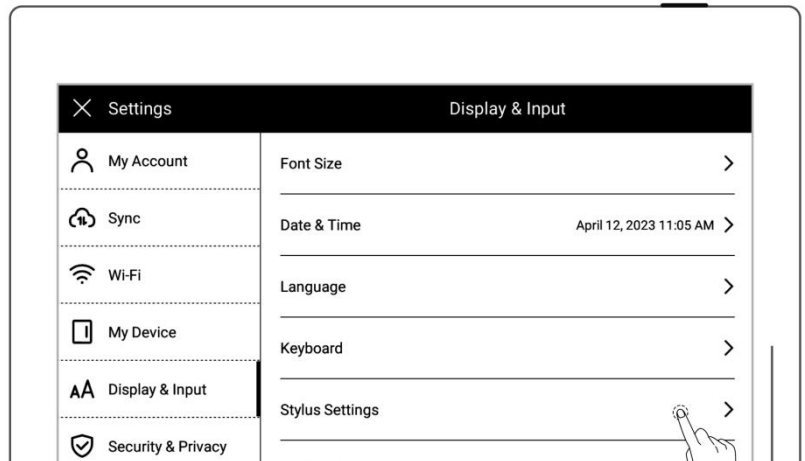 Settings
Display & Input
My Account
Sync
Wi-Fi
My Device
Display & Input
Security & Privacy
Font Size
Date & Time April 12, 2023 11:05 AM
Language
Keyboard
Stylus Settings